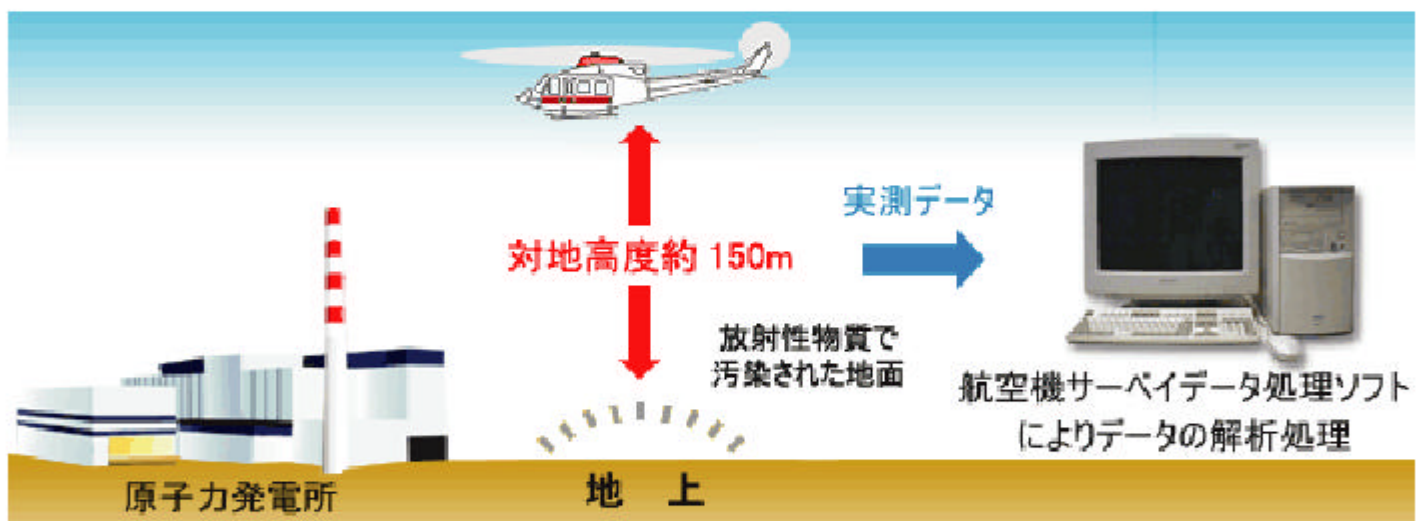 実測データ
対地高度約 150m
放射性物質で
汚染された地面
航空機サーベイデータ処理ソフト
によりデータの解析処理
原子力発電所
地 上